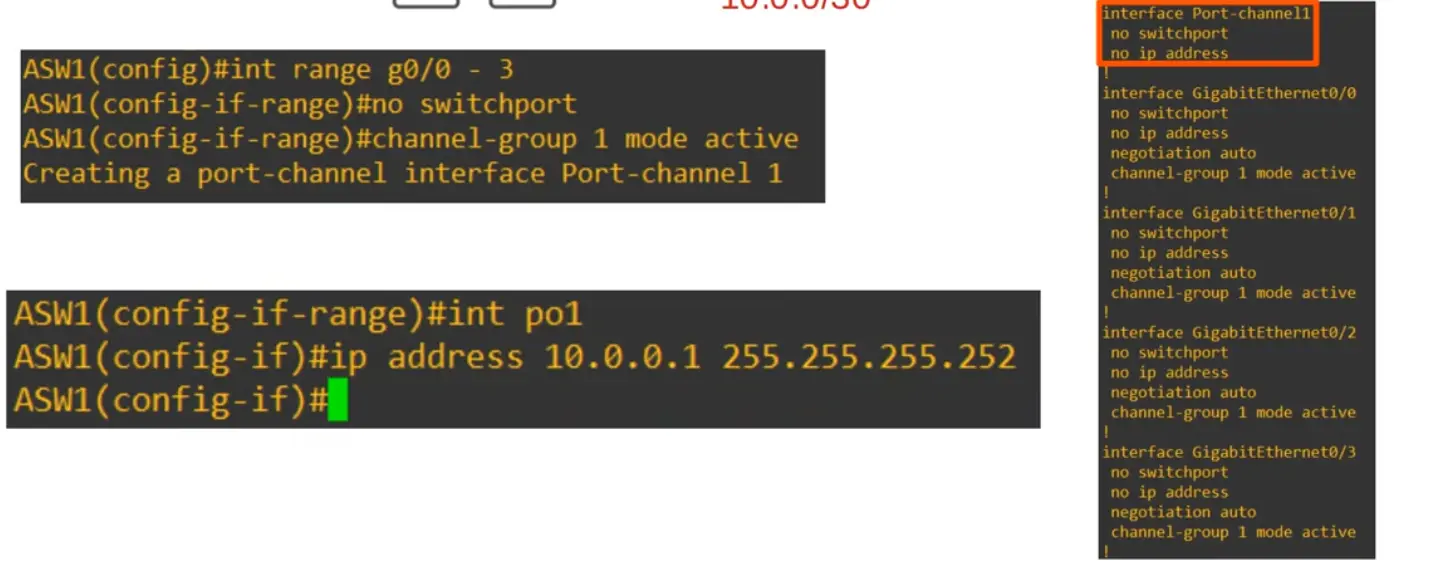 10.0.0.0/30
ASW1(config)#int range g0/0 - 3
ASW1(config-if-range)#no switchport
ASW1(config-if-range)#channel-group 1 mode active
Creating a port-channel interface Port-channel 1
ASW1(config-if-range)#int po1
ASW1(config-if)#ip address 10.0.0.1 255.255.255.252
ASW1(config-if)#
interface Port-channel1
no switchport
no ip address
!
interface GigabitEthernet0/0
no switchport
no ip address
negotiation auto
channel-group 1 mode active
!
interface GigabitEthernet0/1
no switchport
no ip address
negotiation auto
channel-group 1 mode active
!
interface GigabitEthernet0/2
no switchport
no ip address
negotiation auto
channel-group 1 mode active
!
interface GigabitEthernet0/3
no switchport
no ip address
negotiation auto
channel-group 1 mode active
!